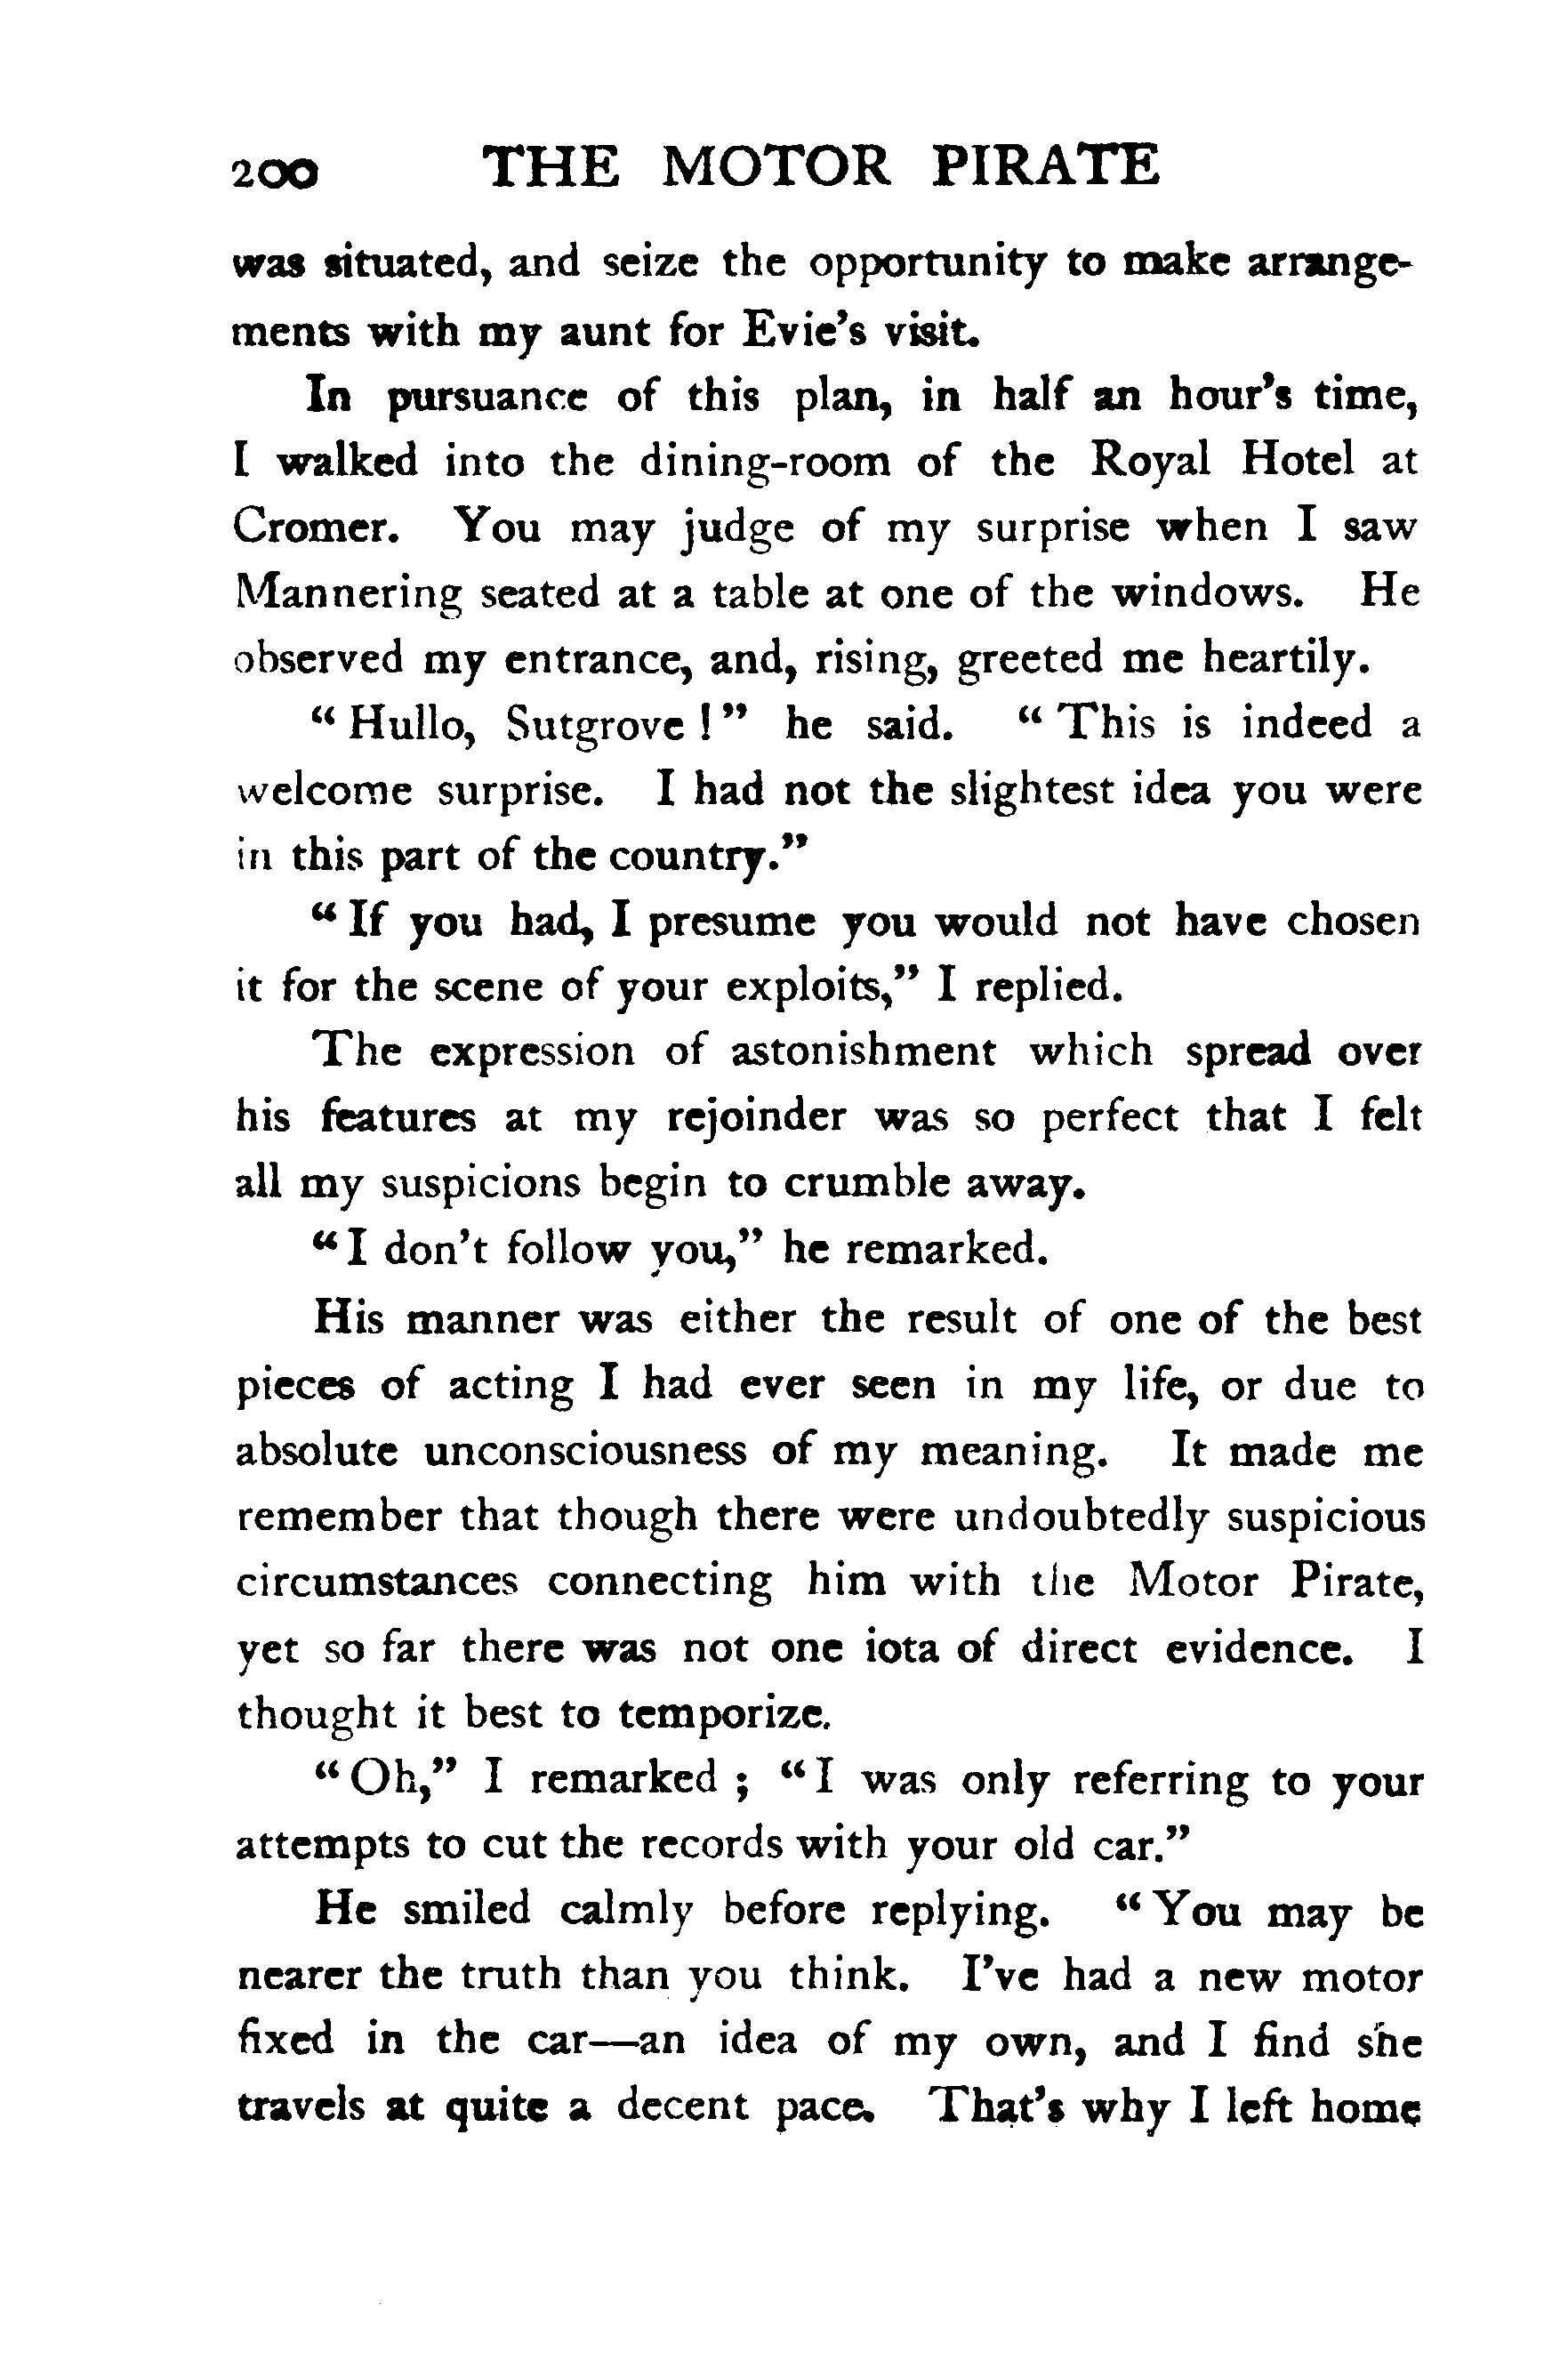 200 THE MOTOR PIRATE
was situated, and seize the opportunity to make arrange-
ments with my aunt for Evie's visit.
In pursuance of this plan, in half an hour's time,
I walked into the dining-room of the Royal Hotel at
Cromer. You may judge of my surprise when I saw
Mannering seated at a table at one of the windows. He
observed my entrance, and, rising, greeted me heartily.
“Hullo, Sutgrove!” he said. “This is indeed a
welcome surprise. I had not the slightest idea you were
in this part of the country.”
“If you had, I presume you would not have chosen
it for the scene of your exploits,” I replied.
The expression of astonishment which spread over
his features at my rejoinder was so perfect that I felt
all my suspicions begin to crumble away.
“I don't follow you,” he remarked.
His manner was either the result of one of the best
pieces of acting I had ever seen in my life, or due to
absolute unconsciousness of my meaning. It made me
remember that though there were undoubtedly suspicious
circumstances connecting him with the Motor Pirate,
yet so far there was not one iota of direct evidence. I
thought it best to temporize.
“Oh,” I remarked; “I was only referring to your
attempts to cut the records with your old car.”
He smiled calmly before replying. “You may be
nearer the truth than you think. I've had a new motor
fixed in the car—an idea of my own, and I find she
travels at quite a decent pace. That's why I left home